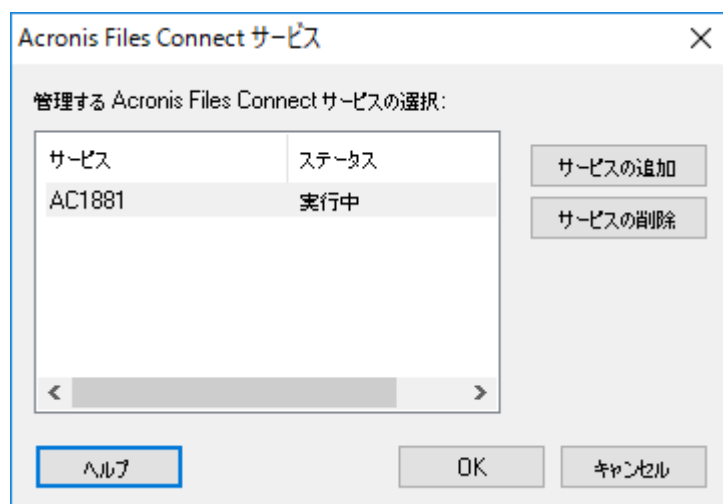 Acronis Files Connect サービス
管理する Acronis Files Connect サービスの選択:
サービス ステータス
AC1881 実行中
サービスの追加
サービスの削除
ヘルプ OK キャンセル